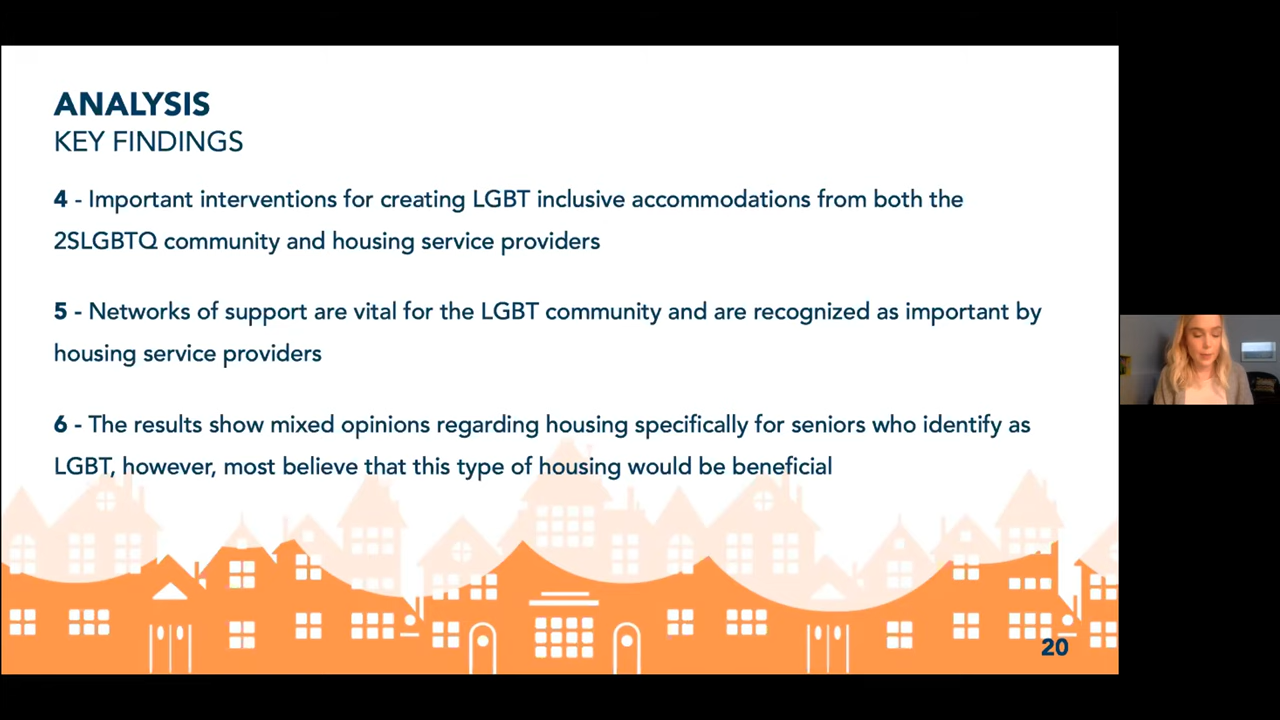 ANALYSIS
KEY FINDINGS
4 - Important interventions for creating LGBT inclusive accommodations from both the
2SLGBTQ community and housing service providers
5 - Networks of support are vital for the LGBT community and are recognized as important by
housing service providers
6 - The results show mixed opinions regarding housing specifically for seniors who identify as
LGBT, however, most believe that this type of housing would be beneficial
20